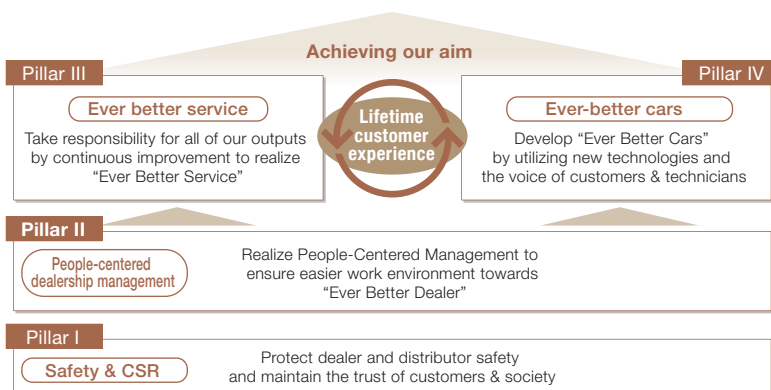 Achieving our aim
Pillar III
Ever better service
Take responsibility for all of our outputs
by continuous improvement to realize
“Ever Better Service”
Lifetime
customer
experience
Pillar IV
Ever-better cars
Develop “Ever Better Cars”
by utilizing new technologies and
the voice of customers & technicians
Pillar II
People-centered
dealership management
Realize People-Centered Management to
ensure easier work environment towards
“Ever Better Dealer”
Pillar I
Safety & CSR
Protect dealer and distributor safety
and maintain the trust of customers & society